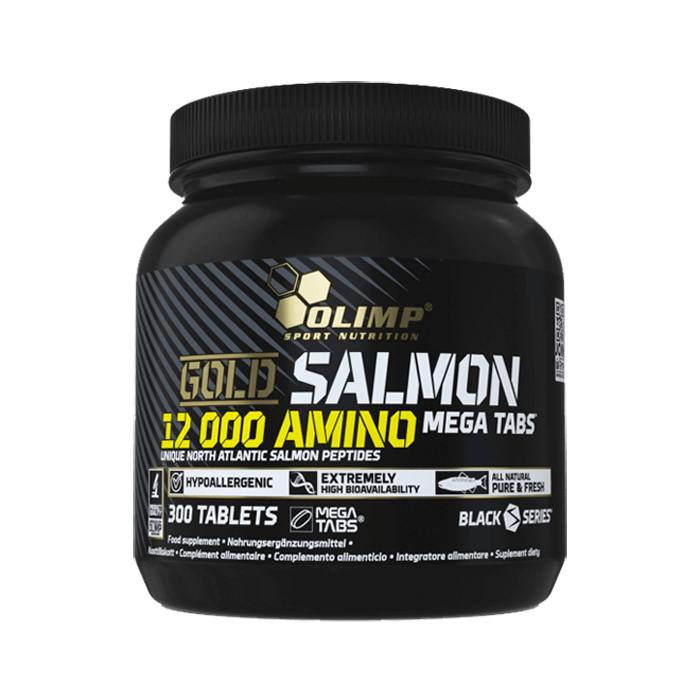 OLIMP®
SPORT NUTRITION
GOLD SALMON
12 000 AMINO MEGA TABS™
UNIQUE NORTH ATLANTIC SALMON PEPTIDES
HYPOALLERGENIC
EXTREMELY
HIGH BIOAVAILABILITY
ALL NATURAL
PURE & FRESH
300 TABLETS
MEGA
TABS®
BLACK SERIES®
Food supplement • Nahrungsergänzungsmittel •
Kosttillskott • Complément alimentaire • Complemento alimenticio • Integratore alimentare • Suplement diety